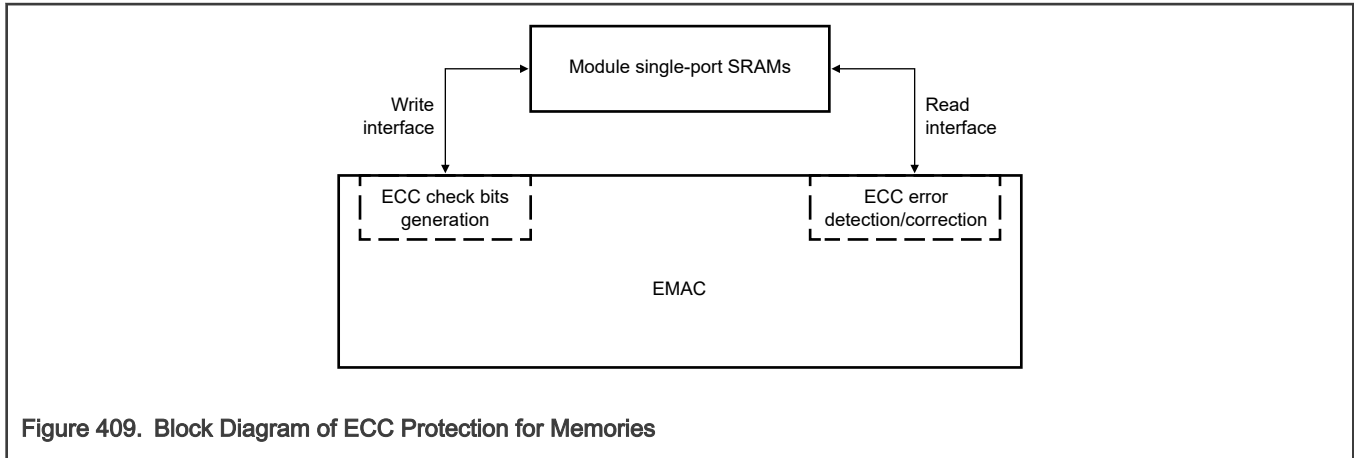 Module single-port SRAMs
Write
interface
Read
interface
ECC check bits
generation
ECC error
detection/correction
EMAC
Figure 409. Block Diagram of ECC Protection for Memories